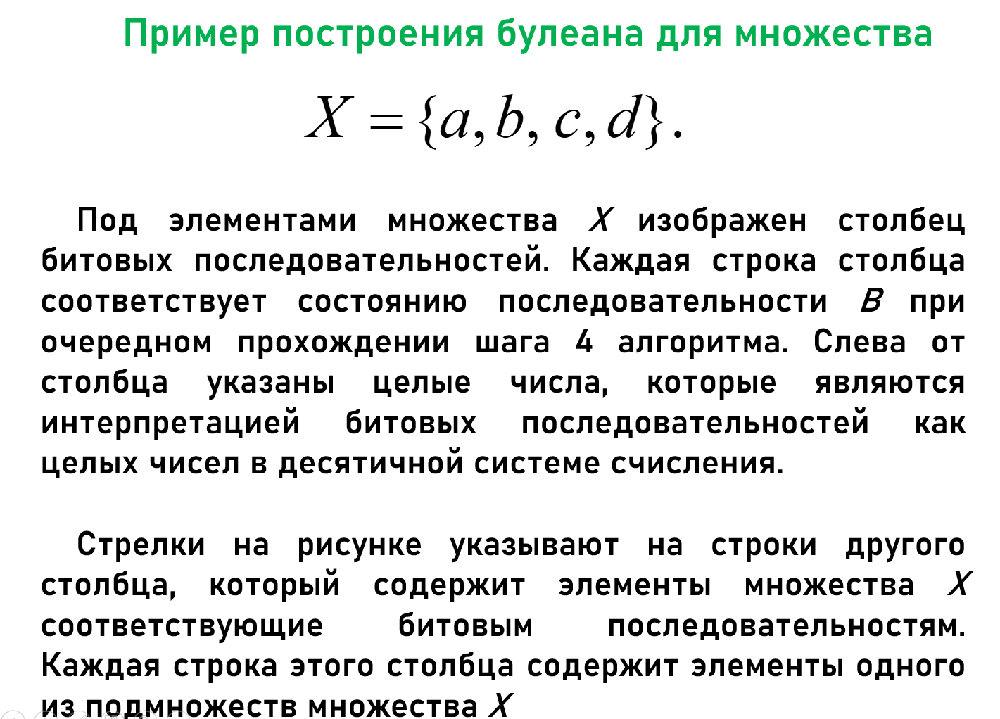 Пример построения булеана для множества
X = {a, b, c, d}.
Под элементами множества X изображен столбец
битовых последовательностей. Каждая строка столбца
соответствует состоянию последовательности B при
очередном прохождении шага 4 алгоритма. Слева от
столбца указаны целые числа, которые являются
интерпретацией битовых последовательностей как
целых чисел в десятичной системе счисления.
Стрелки на рисунке указывают на строки другого
столбца, который содержит элементы множества X
соответствующие битовым последовательностям.
Каждая строка этого столбца содержит элементы одного
из подмножеств множества X